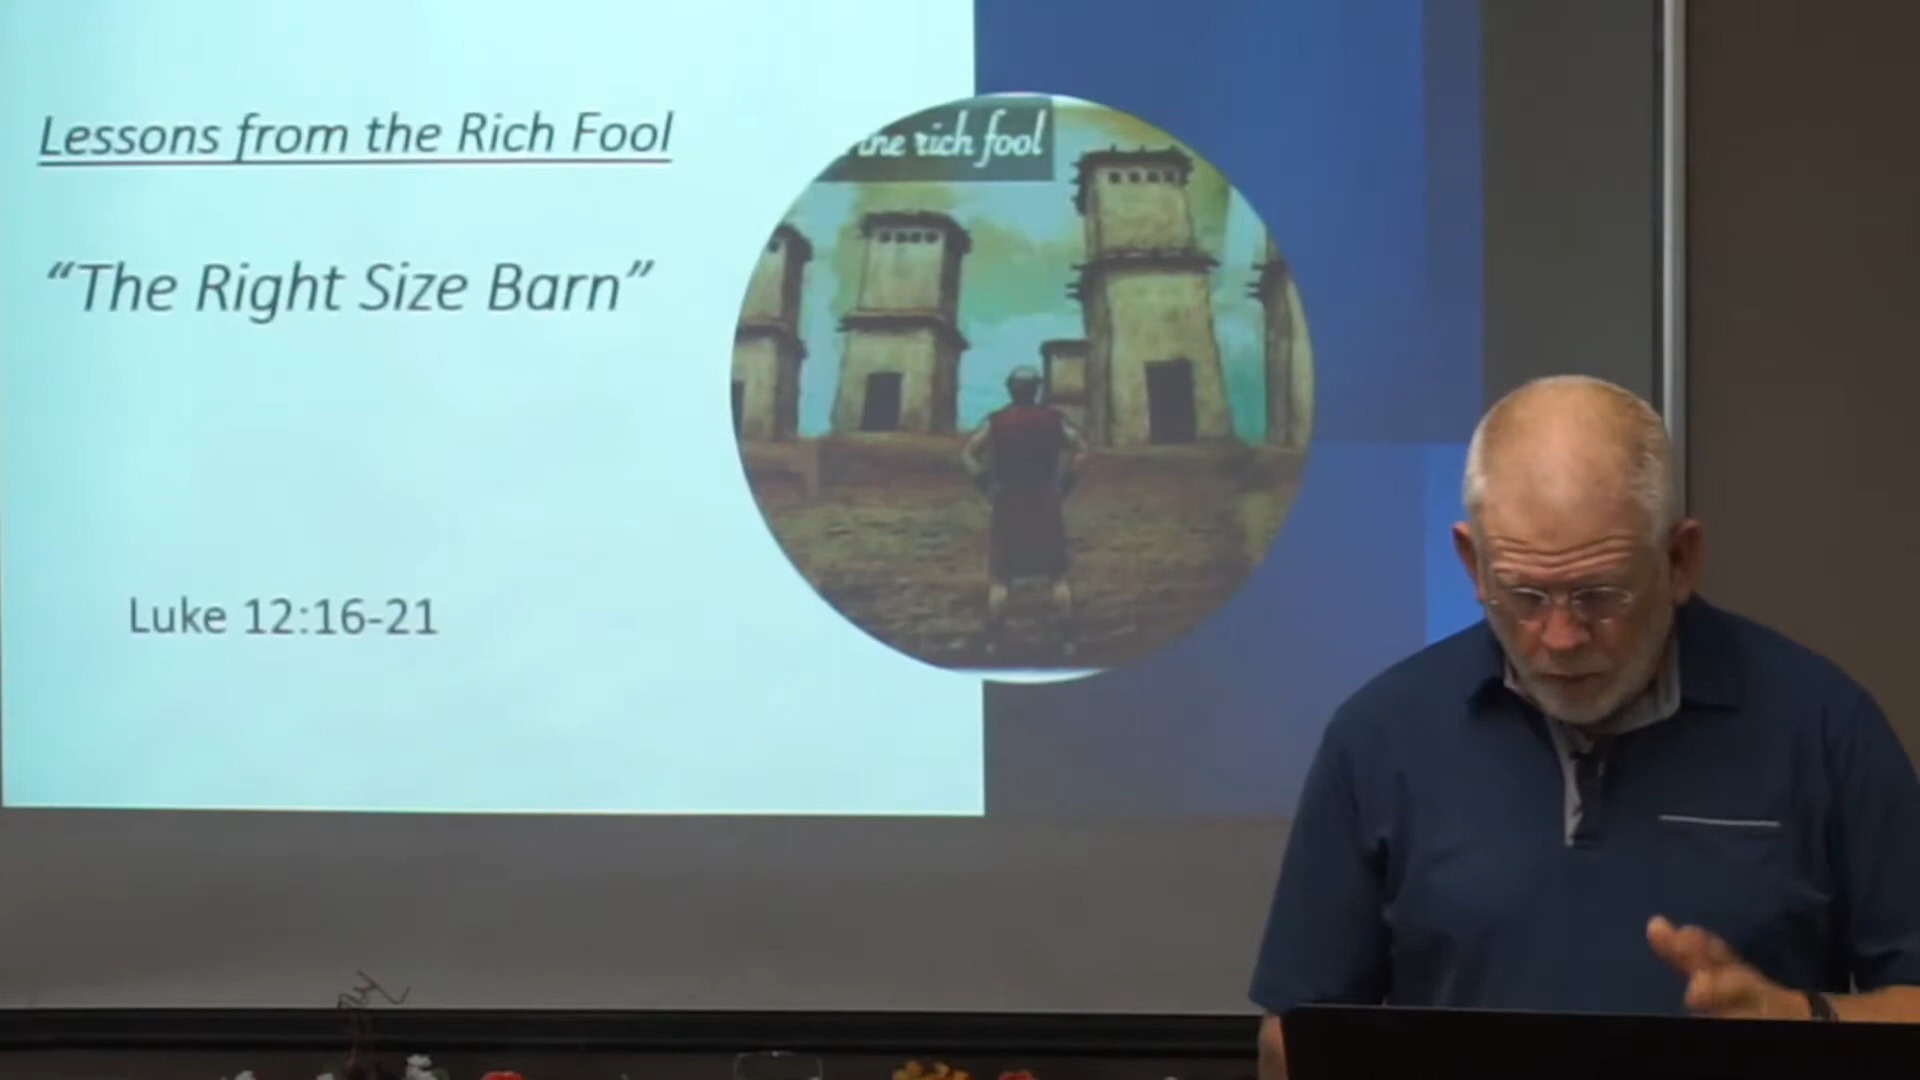 Lessons from the Rich Fool
the rich fool
“The Right Size Barn”
Luke 12:16-21